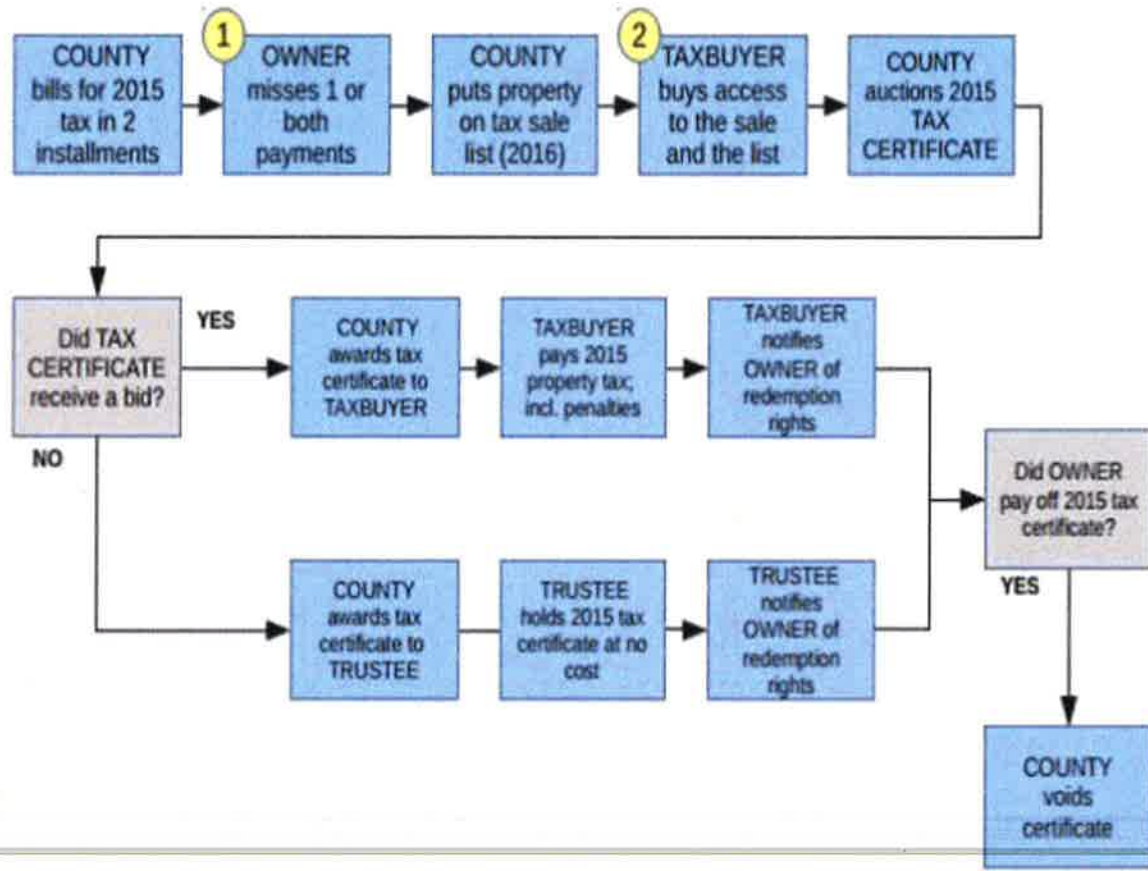 1
2
COUNTY
bills for 2015
tax in 2
installments
OWNER
misses 1 or
both
payments
COUNTY
puts property
on tax sale
list (2016)
TAXBUYER
buys access
to the sale
and the list
COUNTY
auctions 2015
TAX
CERTIFICATE
Did TAX
CERTIFICATE
receive a bid?
YES
NO
COUNTY
awards tax
certificate to
TAXBUYER
TAXBUYER
pays 2015
property tax,
incl. penalties
TAXBUYER
notifies
OWNER of
redemption
rights
COUNTY
awards tax
certificate to
TRUSTEE
TRUSTEE
holds 2015 tax
certificate at no
cost
TRUSTEE
notifies
OWNER of
redemption
rights
Did OWNER
pay off 2015 tax
certificate?
YES
COUNTY
voids
certificate